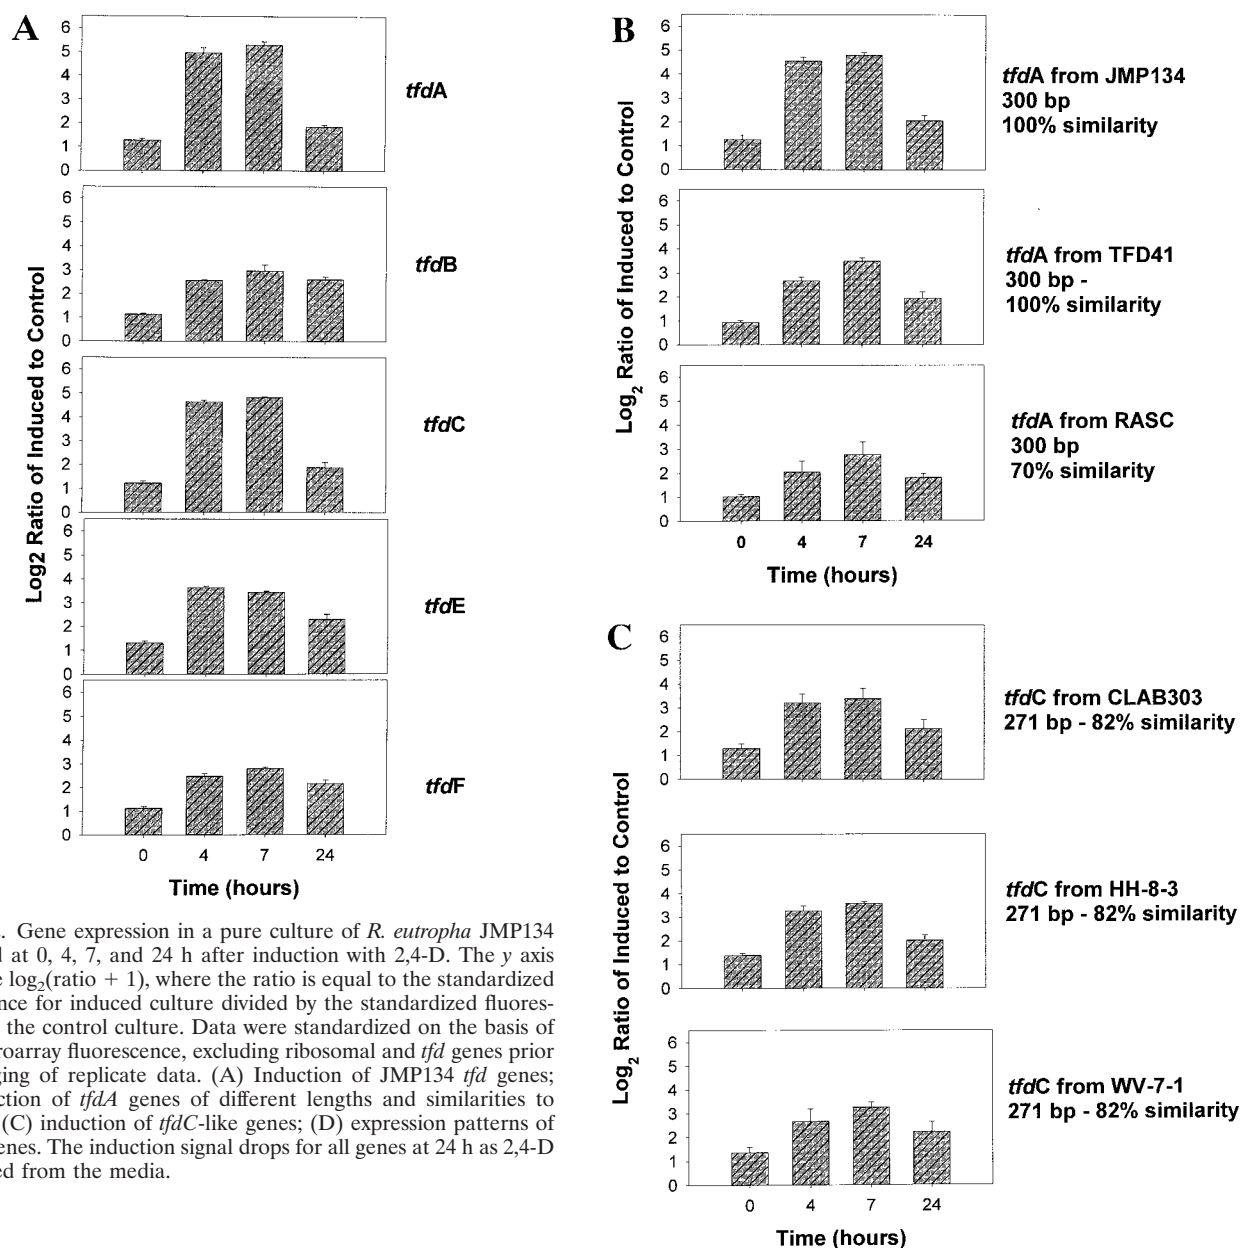 A
6
5
4
3
2
1
0
tfdA
6
5
4
3
2
1
0
tfdB
6
5
4
3
2
1
0
tfdC
6
5
4
3
2
1
0
tfdE
6
5
4
3
2
1
0
tfdF
0 4 7 24
Time (hours)
Log2 Ratio of Induced to Control
. Gene expression in a pure culture of R. eutropha JMP134
at 0, 4, 7, and 24 h after induction with 2,4-D. The y axis
log₂(ratio + 1), where the ratio is equal to the standardized
ence for induced culture divided by the standardized fluores-
the control culture. Data were standardized on the basis of
roarray fluorescence, excluding ribosomal and tfd genes prior
ging of replicate data. (A) Induction of JMP134 tfd genes;
ction of tfdA genes of different lengths and similarities to
(C) induction of tfdC-like genes; (D) expression patterns of
enes. The induction signal drops for all genes at 24 h as 2,4-D
ed from the media.
B
6
5
4
3
2
1
0
tfdA from JMP134
300 bp
100% similarity
6
5
4
3
2
1
0
tfdA from TFD41
300 bp -
100% similarity
6
5
4
3
2
1
0
tfdA from RASC
300 bp
70% similarity
0 4 7 24
Time (hours)
Log₂ Ratio of Induced to Control
C
6
5
4
3
2
1
0
tfdC from CLAB303
271 bp - 82% similarity
6
5
4
3
2
1
0
tfdC from HH-8-3
271 bp - 82% similarity
6
5
4
3
2
1
0
tfdC from WV-7-1
271 bp - 82% similarity
0 4 7 24
Time (hours)
Log₂ Ratio of Induced to Control